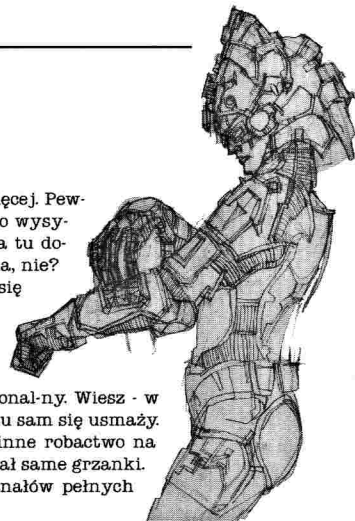 ęcej. Pew-
o wysy-
a tu do-
a, nie?
się
onal-ny. Wiesz - w
u sam się usmaży.
inne robactwo na
ał same grzanki.
nałów pełnych